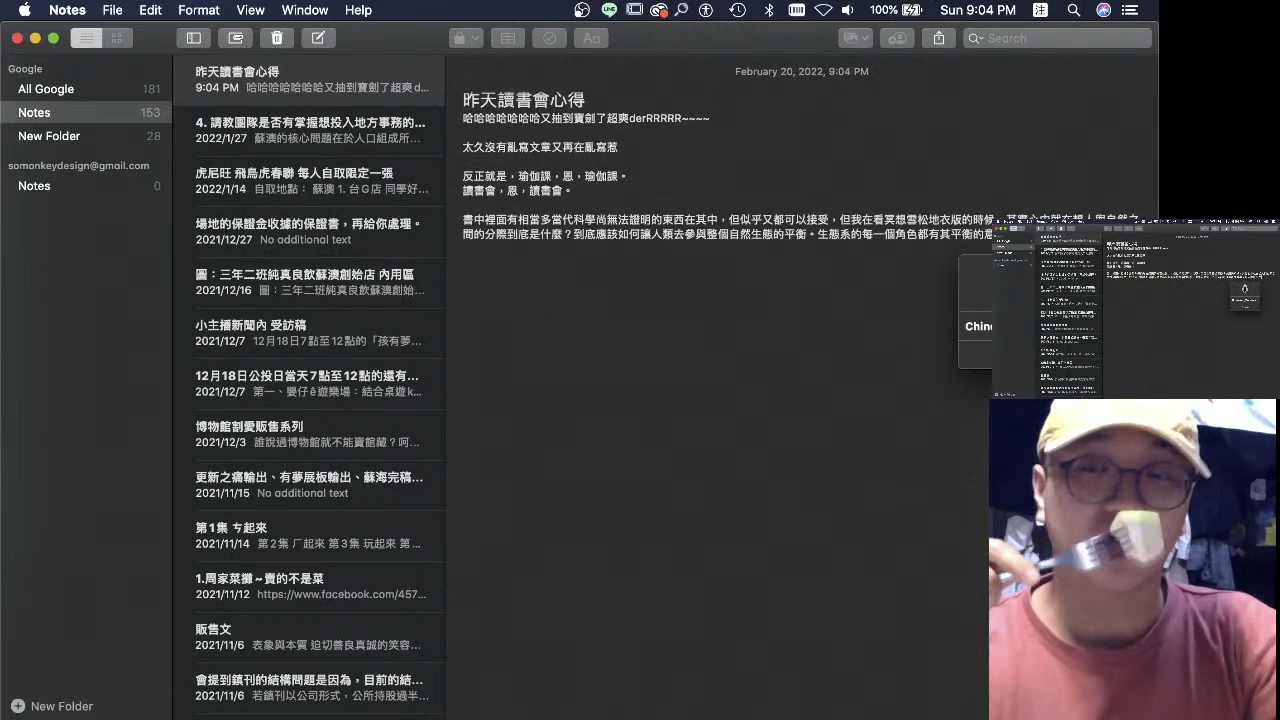 Notes File Edit Format View Window Help 100% Sun 9:04 PM 注
Search
Google
All Google 181
Notes 153
New Folder 28
somonkeydesign@gmail.com
Notes 0
New Folder
昨天讀書會心得
9:04 PM 哈哈哈哈哈哈哈又抽到寶劍了超爽d...
4. 請教團隊是否有掌握想投入地方事務的...
2022/1/27 蘇澳的核心問題在於人口組成所...
虎尼旺 飛鳥虎春聯 每人自取限定一張
2022/1/14 自取地點： 蘇澳 1. 台G店 同學好...
場地的保證金收據的保證書，再給你處理。
2021/12/27 No additional text
圖：三年二班純真的歌蘇澳創始店 內用區
2021/12/16 圖：三年二班純真的歌蘇澳創始...
小主播新聞內 受訪稿
2021/12/7 12月18日7點至12點的「孩有夢...
12月18日公投日當天7點至12點的還有...
2021/12/7 第一、嬰仔ê遊樂場：結合桌遊k...
博物館割愛販售系列
2021/12/3 誰說過博物館就不能賣館藏？呵...
更新之痛輸出、有夢展板輸出、蘇海完稿...
2021/11/15 No additional text
第1集 ㄘ起來
2021/11/14 第2集 ㄏ起來 第3集 玩起來 第...
1.周家菜攤~賣的不是菜
2021/11/12 https://www.facebook.com/457...
販售文
2021/11/6 表象與本質 迫切善良真誠的笑容...
會提到鎮刊的結構問題是因為，目前的結...
2021/11/6 若鎮刊以公司形式，公所持股過半...
February 20, 2022, 9:04 PM
昨天讀書會心得
哈哈哈哈哈哈哈又抽到寶劍了超爽derRRRRR~~~~
太久沒有亂寫文章又再在亂寫惹
反正就是，瑜伽課，恩，瑜伽課。
讀書會，恩，讀書會。
書中裡面有相當多當代科學尚無法證明的東西在其中，但似乎又都可以接受，但我在看冥想雪松地衣版的時候
間的分際到底是什麼？到底應該如何讓人類去參與整個自然生態的平衡。生態系的每一個角色都有其平衡的意
Chine